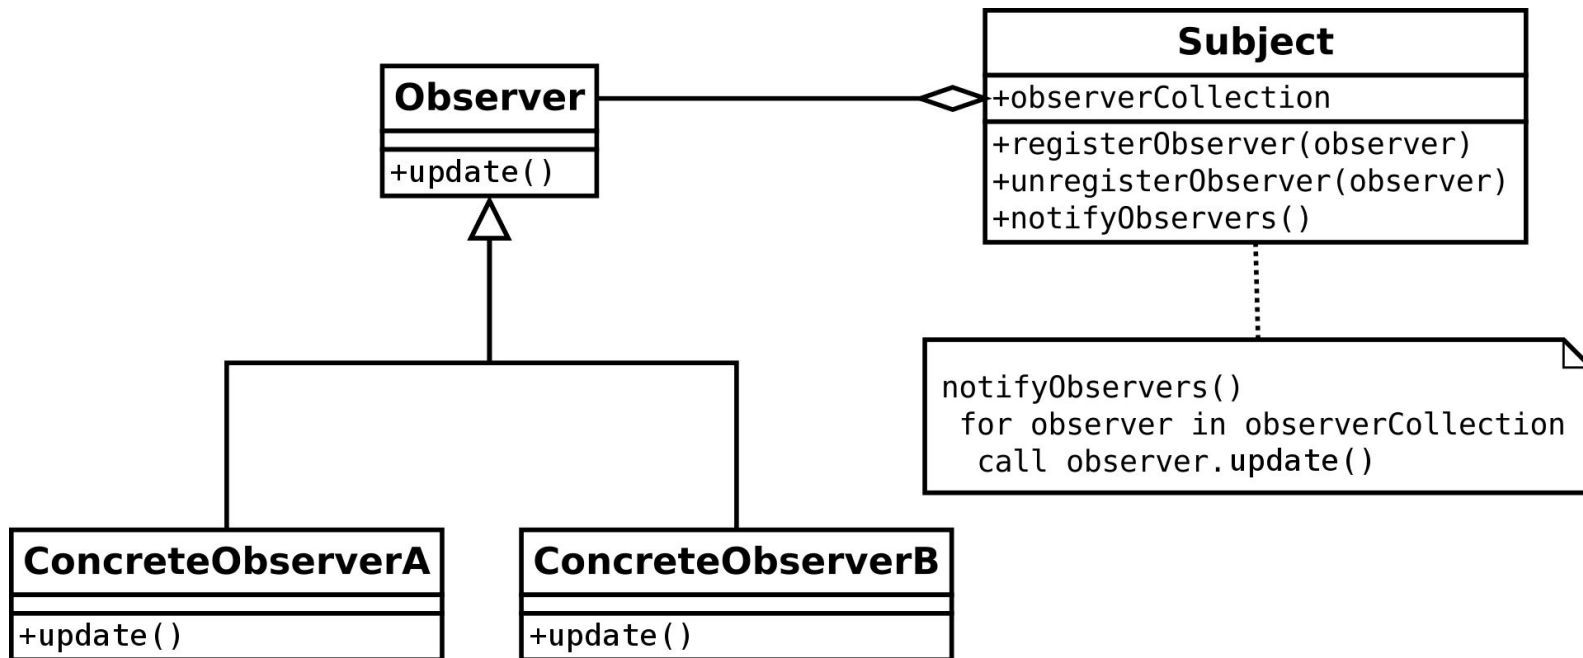 Subject
Observer
+observerCollection
+update()
+registerObserver(observer)
+unregisterObserver(observer)
+notifyObservers()
notifyObservers()
for observer in observerCollection
call observer.update()
ConcreteObserverA
ConcreteObserverB
+update()
+update()